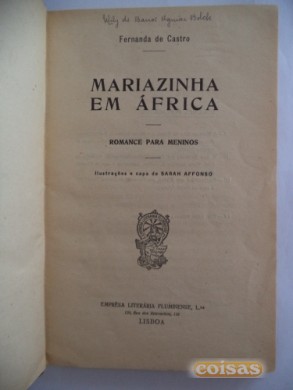 Fernanda de Castro
MARIAZINHA
EM ÁFRICA
ROMANCE PARA MENINOS
Ilustrações e capa de SARAH AFFONSO
EMPRÊSA LITERÁRIA FLUMINENSE, L.da
LISBOA
coisas